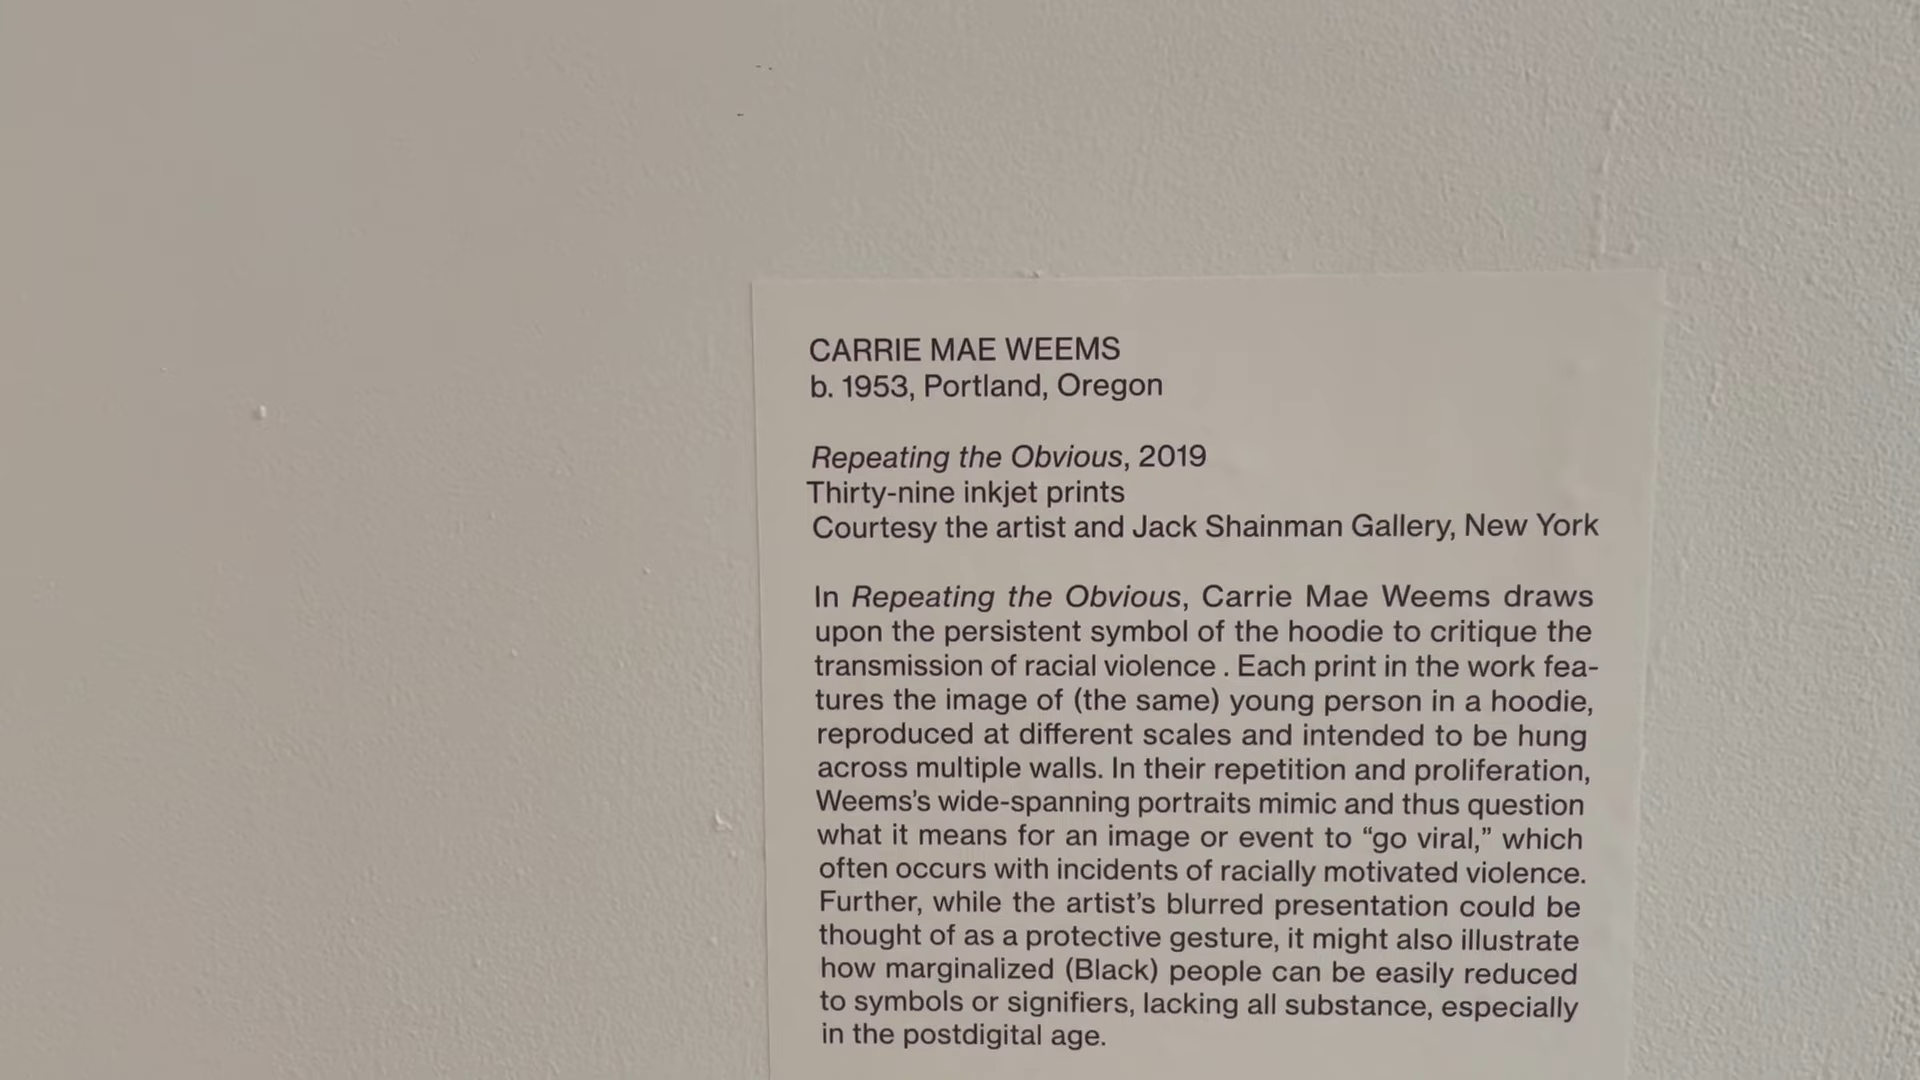 CARRIE MAE WEEMS
b. 1953, Portland, Oregon
Repeating the Obvious, 2019
Thirty-nine inkjet prints
Courtesy the artist and Jack Shainman Gallery, New York
In Repeating the Obvious, Carrie Mae Weems draws
upon the persistent symbol of the hoodie to critique the
transmission of racial violence . Each print in the work fea-
tures the image of (the same) young person in a hoodie,
reproduced at different scales and intended to be hung
across multiple walls. In their repetition and proliferation,
Weems’s wide-spanning portraits mimic and thus question
what it means for an image or event to “go viral,” which
often occurs with incidents of racially motivated violence.
Further, while the artist’s blurred presentation could be
thought of as a protective gesture, it might also illustrate
how marginalized (Black) people can be easily reduced
to symbols or signifiers, lacking all substance, especially
in the postdigital age.